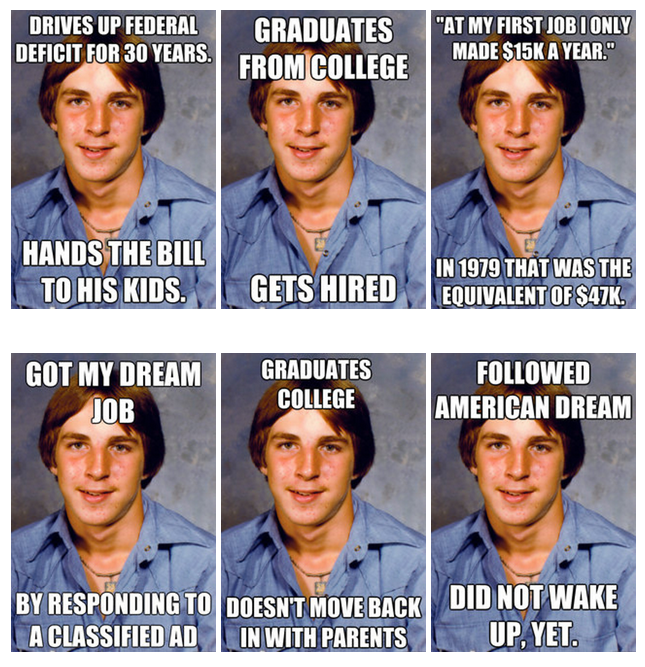 DRIVES UP FEDERAL
DEFICIT FOR 30 YEARS.
HANDS THE BILL
TO HIS KIDS.
GRADUATES
FROM COLLEGE
GETS HIRED
"AT MY FIRST JOB I ONLY
MADE $15K A YEAR."
IN 1979 THAT WAS THE
EQUIVALENT OF $47K.
GOT MY DREAM
JOB
BY RESPONDING TO
A CLASSIFIED AD
GRADUATES
COLLEGE
DOESN'T MOVE BACK
IN WITH PARENTS
FOLLOWED
AMERICAN DREAM
DID NOT WAKE
UP, YET.